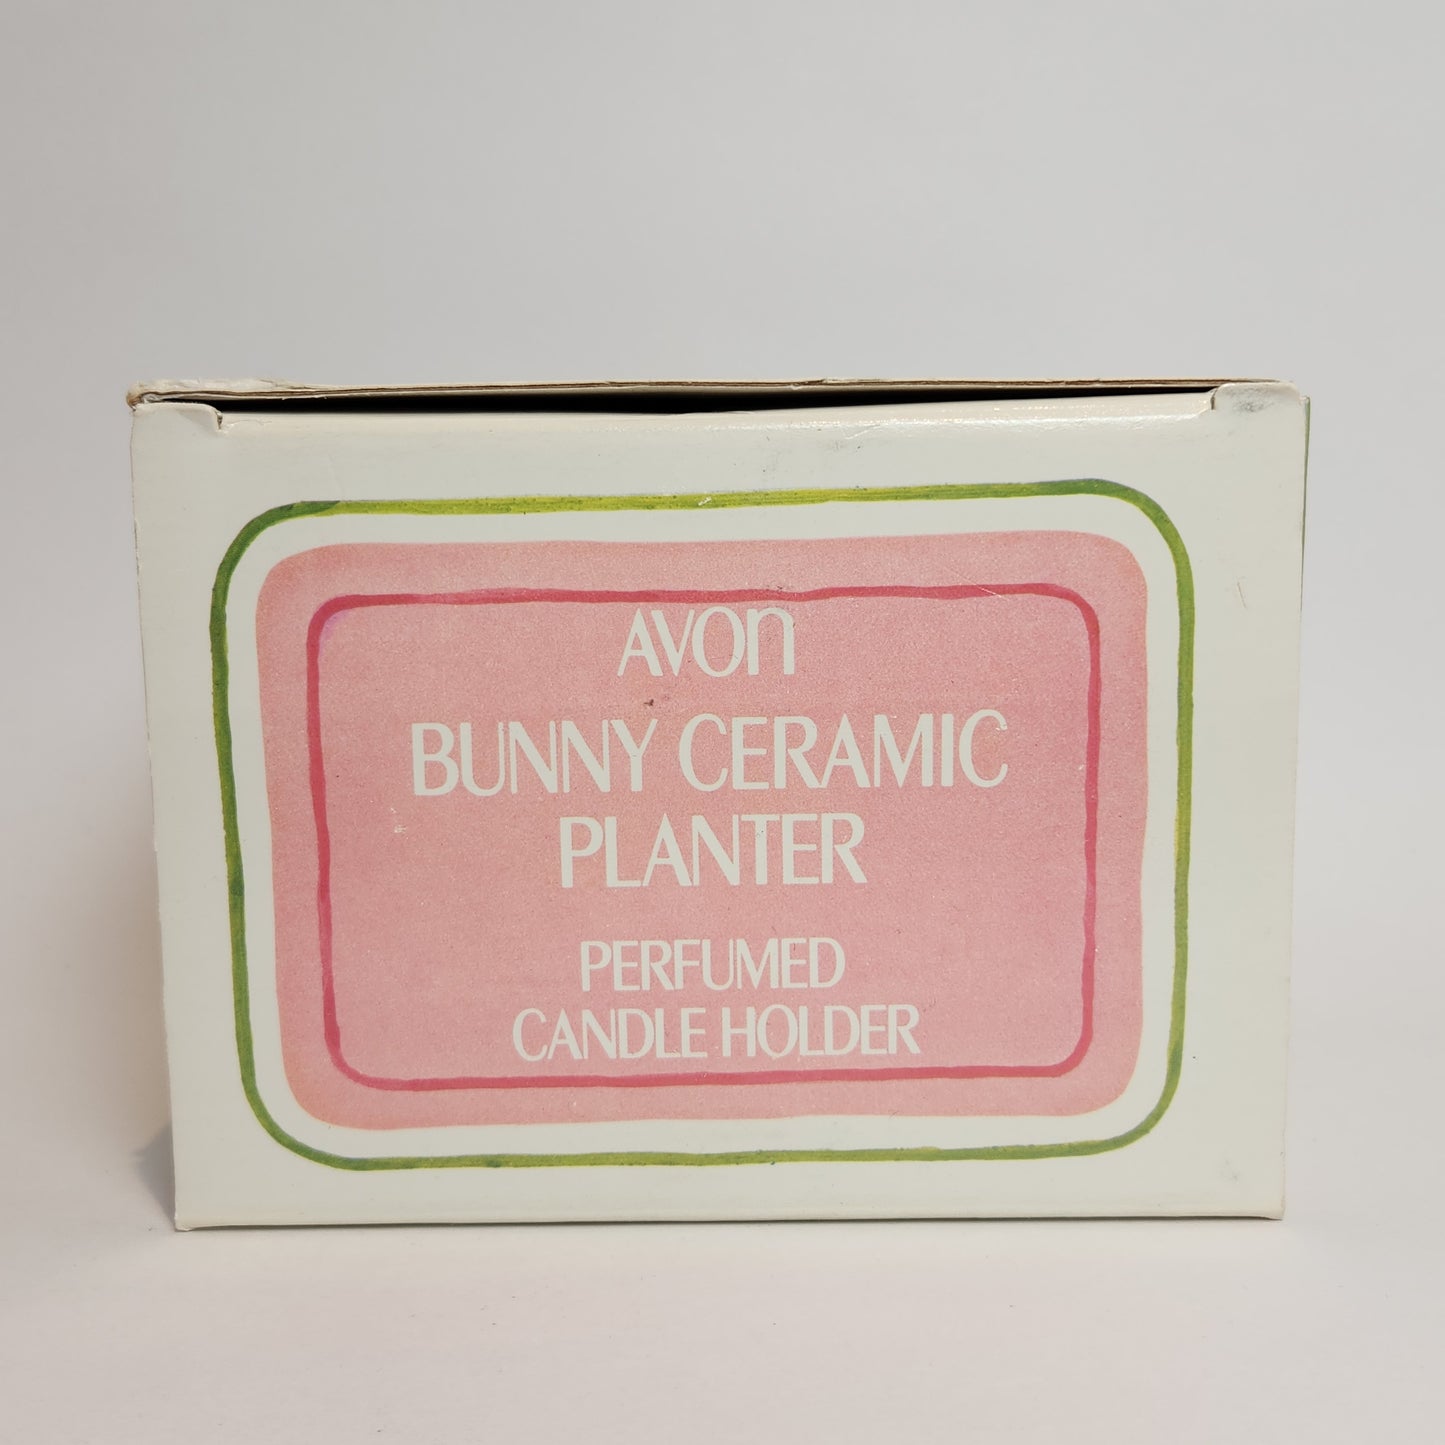 AVON
BUNNY CERAMIC
PLANTER
PERFUMED
CANDLE HOLDER